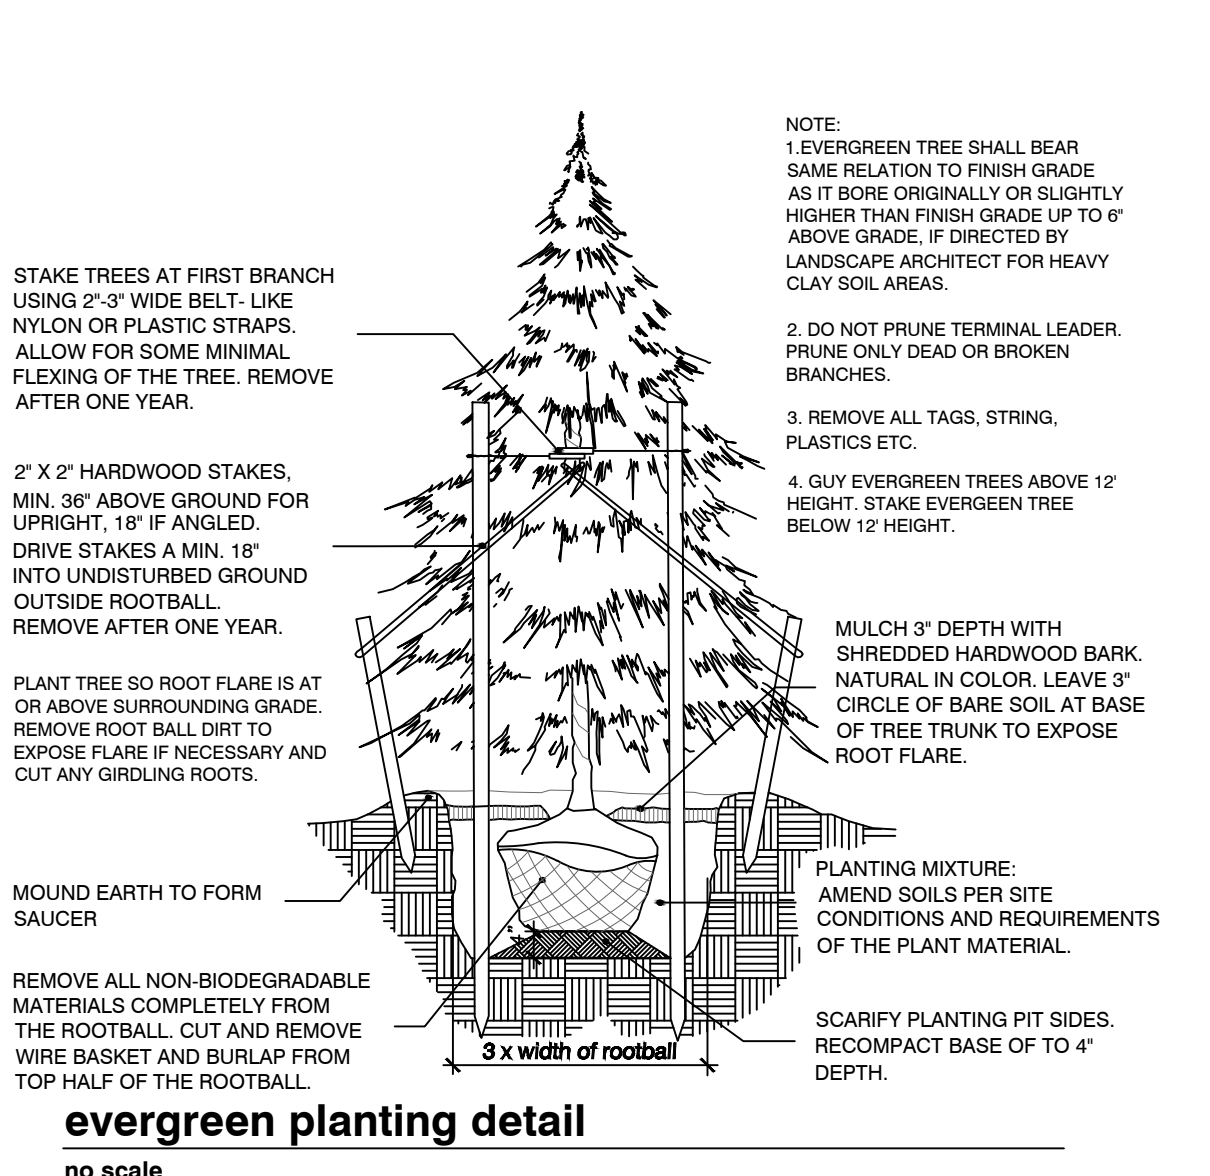 STAKE TREES AT FIRST BRANCH
USING 2"-3" WIDE BELT- LIKE
NYLON OR PLASTIC STRAPS.
ALLOW FOR SOME MINIMAL
FLEXING OF THE TREE. REMOVE
AFTER ONE YEAR.
2" X 2" HARDWOOD STAKES,
MIN. 36" ABOVE GROUND FOR
UPRIGHT, 18" IF ANGLED.
DRIVE STAKES A MIN. 18"
INTO UNDISTURBED GROUND
OUTSIDE ROOTBALL.
REMOVE AFTER ONE YEAR.
PLANT TREE SO ROOT FLARE IS AT
OR ABOVE SURROUNDING GRADE.
REMOVE ROOT BALL DIRT TO
EXPOSE FLARE IF NECESSARY AND
CUT ANY GIRDLING ROOTS.
MOUND EARTH TO FORM
SAUCER
REMOVE ALL NON-BIODEGRADABLE
MATERIALS COMPLETELY FROM
THE ROOTBALL. CUT AND REMOVE
WIRE BASKET AND BURLAP FROM
TOP HALF OF THE ROOTBALL.
NOTE:
1.EVERGREEN TREE SHALL BEAR
SAME RELATION TO FINISH GRADE
AS IT BORE ORIGINALLY OR SLIGHTLY
HIGHER THAN FINISH GRADE UP TO 6"
ABOVE GRADE, IF DIRECTED BY
LANDSCAPE ARCHITECT FOR HEAVY
CLAY SOIL AREAS.
2. DO NOT PRUNE TERMINAL LEADER.
PRUNE ONLY DEAD OR BROKEN
BRANCHES.
3. REMOVE ALL TAGS, STRING,
PLASTICS ETC.
4. GUY EVERGREEN TREES ABOVE 12'
HEIGHT. STAKE EVERGEEN TREE
BELOW 12' HEIGHT.
MULCH 3" DEPTH WITH
SHREDDED HARDWOOD BARK.
NATURAL IN COLOR. LEAVE 3"
CIRCLE OF BARE SOIL AT BASE
OF TREE TRUNK TO EXPOSE
ROOT FLARE.
PLANTING MIXTURE:
AMEND SOILS PER SITE
CONDITIONS AND REQUIREMENTS
OF THE PLANT MATERIAL.
SCARIFY PLANTING PIT SIDES.
RECOMPACT BASE OF TO 4"
DEPTH.
4"
3 x width of rootball
evergreen planting detail
no scale